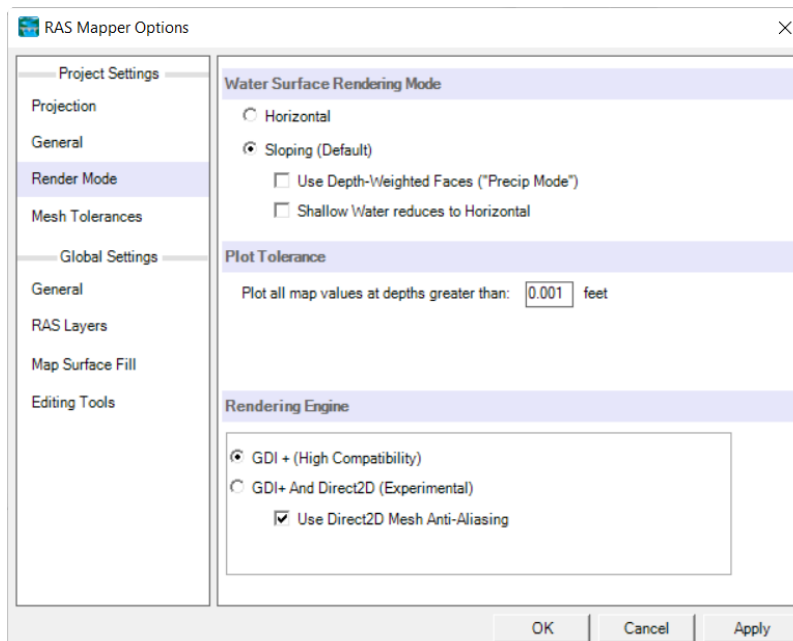 RAS Mapper Options
Project Settings
Projection
General
Render Mode
Mesh Tolerances
Global Settings
General
RAS Layers
Map Surface Fill
Editing Tools
Water Surface Rendering Mode
Horizontal
Sloping (Default)
Use Depth-Weighted Faces ("Precip Mode")
Shallow Water reduces to Horizontal
Plot Tolerance
Plot all map values at depths greater than: 0.001 feet
Rendering Engine
GDI + (High Compatibility)
GDI+ And Direct2D (Experimental)
Use Direct2D Mesh Anti-Aliasing
OK Cancel Apply